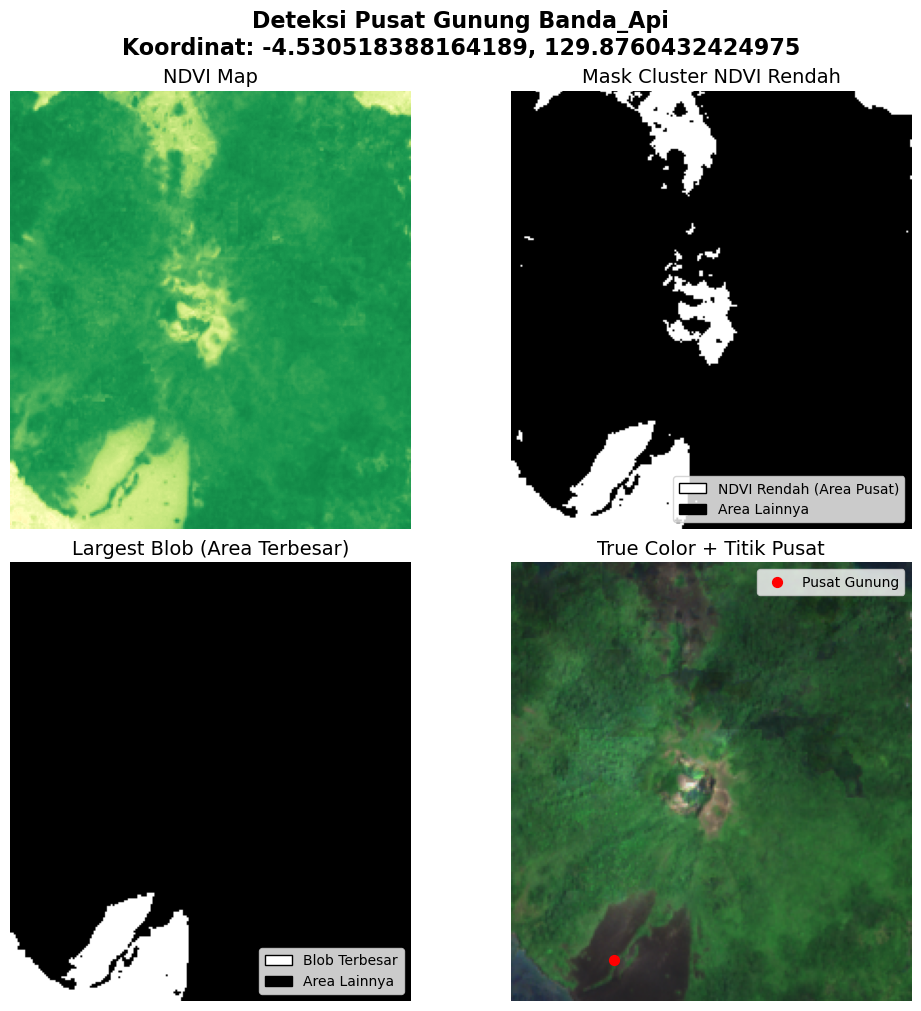 Deteksi Pusat Gunung Banda_Api
Koordinat: -4.530518388164189, 129.8760432424975
NDVI Map
Mask Cluster NDVI Rendah
NDVI Rendah (Area Pusat)
Area Lainnya
Largest Blob (Area Terbesar)
True Color + Titik Pusat
Pusat Gunung
Blob Terbesar
Area Lainnya